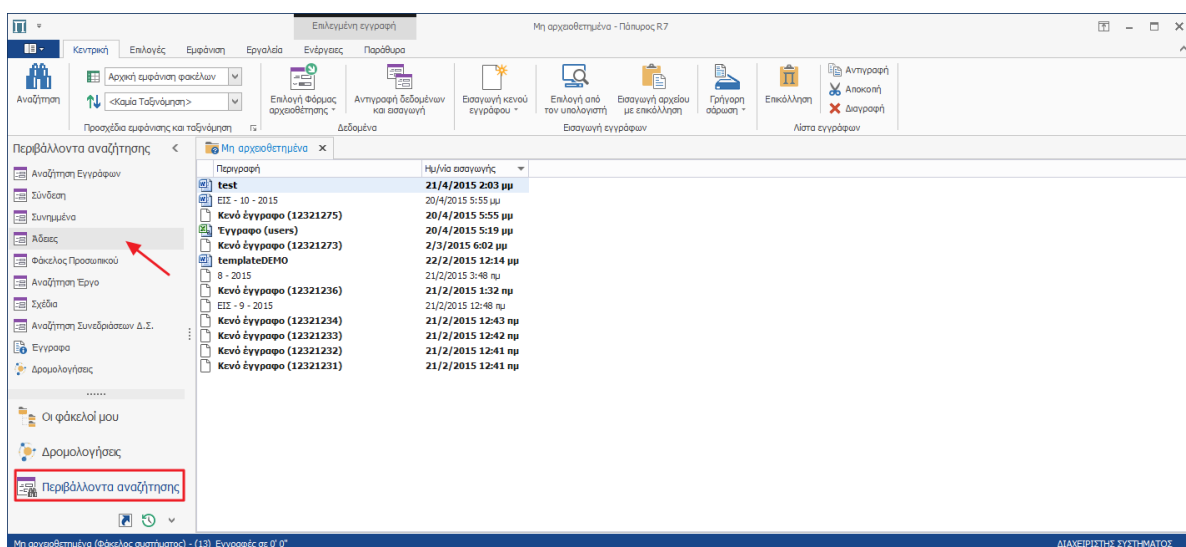 Επιλεγμένη εγγραφή
Μη αρχειοθετημένα - Πάπυρος R7
Κεντρική Επιλογές Εμφάνιση Εργαλεία Ενέργειες Παράθυρα
Αναζήτηση
Αρχική εμφάνιση φακέλων
<Καμία Ταξινόμηση>
Προσχέδια εμφάνισης και ταξινόμηση
Επιλογή Φόρμας
αρχειοθέτησης
Αντιγραφή δεδομένων
και εισαγωγή
Δεδομένα
Εισαγωγή κενού
εγγράφου
Επιλογή από
τον υπολογιστή
Εισαγωγή αρχείου
με επικόλληση
Γρήγορη
σάρωση
Εισαγωγή εγγράφων
Επικόλληση
Αντιγραφή
Αποκοπή
Διαγραφή
Λίστα εγγράφων
Περιβάλλοντα αναζήτησης
Αναζήτηση Εγγράφων
Σύνδεση
Συνημμένα
Άδειες
Φάκελος Προσωπικού
Αναζήτηση Έργο
Σχέδια
Αναζήτηση Συνεδριάσεων Δ.Σ.
Έγγραφα
Δρομολογήσεις
Οι φάκελοί μου
Δρομολογήσεις
Περιβάλλοντα αναζήτησης
Μη αρχειοθετημένα
Περιγραφή Ημ/νία εισαγωγής
test 21/4/2015 2:03 μμ
ΕΙΣ - 10 - 2015 20/4/2015 5:55 μμ
Κενό έγγραφο (12321275) 20/4/2015 5:55 μμ
Έγγραφο (users) 20/4/2015 5:19 μμ
Κενό έγγραφο (12321273) 2/3/2015 6:02 μμ
templateDEMO 22/2/2015 12:14 μμ
8 - 2015 21/2/2015 3:48 πμ
Κενό έγγραφο (12321236) 21/2/2015 1:32 πμ
ΕΙΣ - 9 - 2015 21/2/2015 12:48 πμ
Κενό έγγραφο (12321234) 21/2/2015 12:43 πμ
Κενό έγγραφο (12321233) 21/2/2015 12:42 πμ
Κενό έγγραφο (12321232) 21/2/2015 12:41 πμ
Κενό έγγραφο (12321231) 21/2/2015 12:41 πμ
Μη αρχειοθετημένα (Φάκελος συστήματος) - (13) Εγγραφές σε 0' 0"
ΔΙΑΧΕΙΡΙΣΤΗΣ ΣΥΣΤΗΜΑΤΟΣ